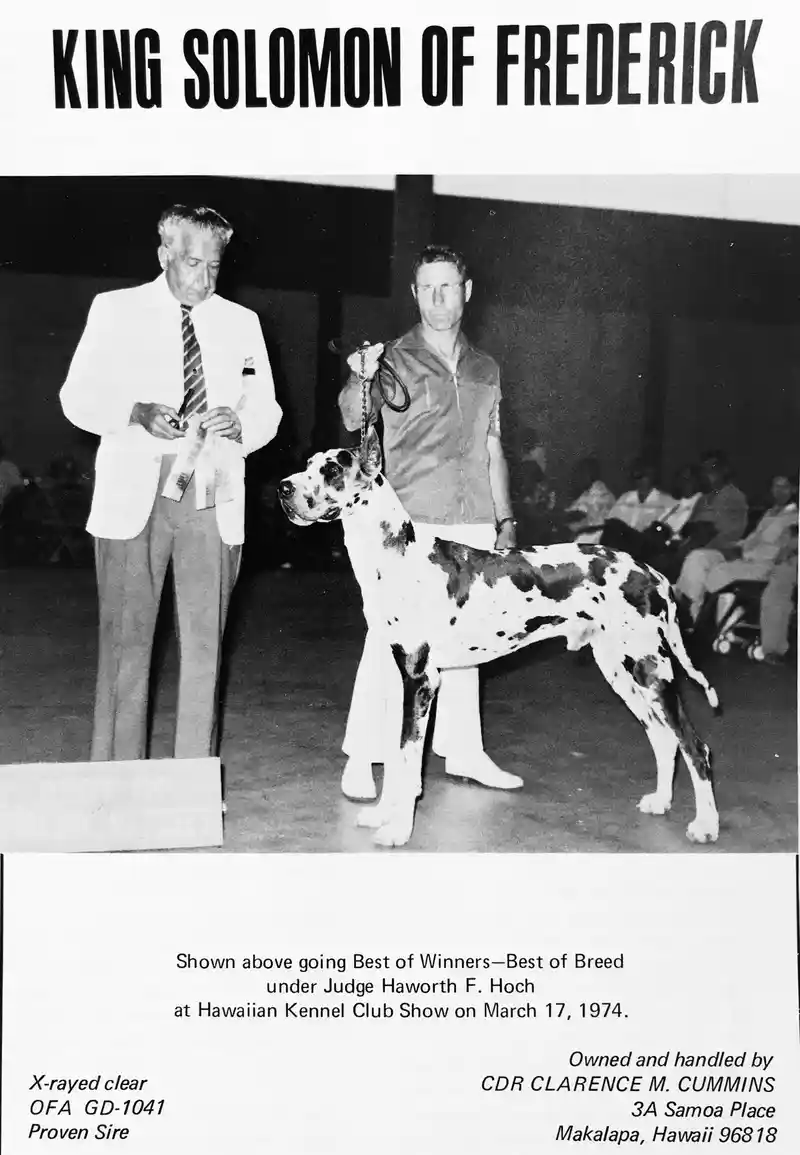 KING SOLOMON OF FREDERICK
Shown above going Best of Winners—Best of Breed
under Judge Haworth F. Hoch
at Hawaiian Kennel Club Show on March 17, 1974.
X-rayed clear
OFA GD-1041
Proven Sire
Owned and handled by
CDR CLARENCE M. CUMMINS
3A Samoa Place
Makalapa, Hawaii 96818